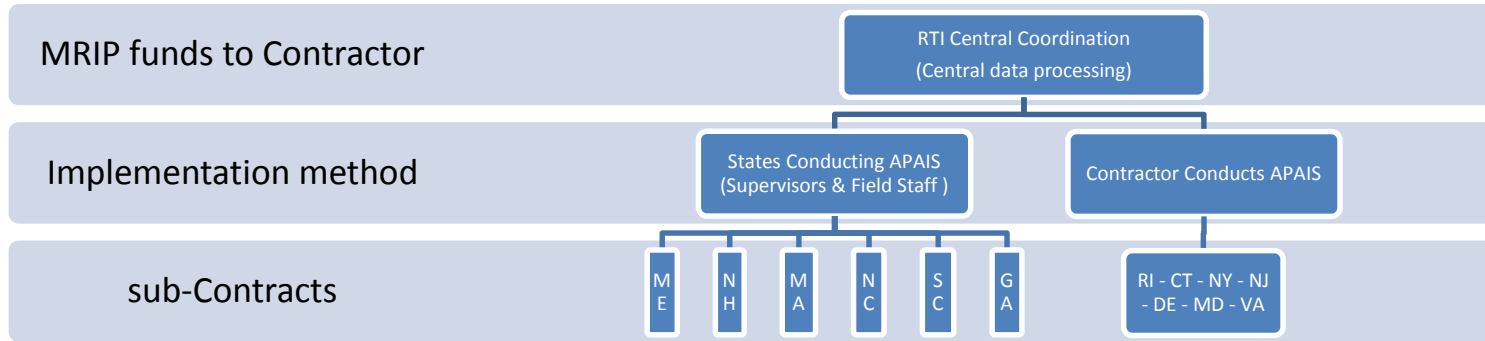 MRIP funds to Contractor
RTI Central Coordination
(Central data processing)
Implementation method
States Conducting APAIS
(Supervisors & Field Staff )
Contractor Conducts APAIS
sub-Contracts
M
E
N
H
M
A
N
C
S
C
G
A
RI - CT - NY - NJ
- DE - MD - VA